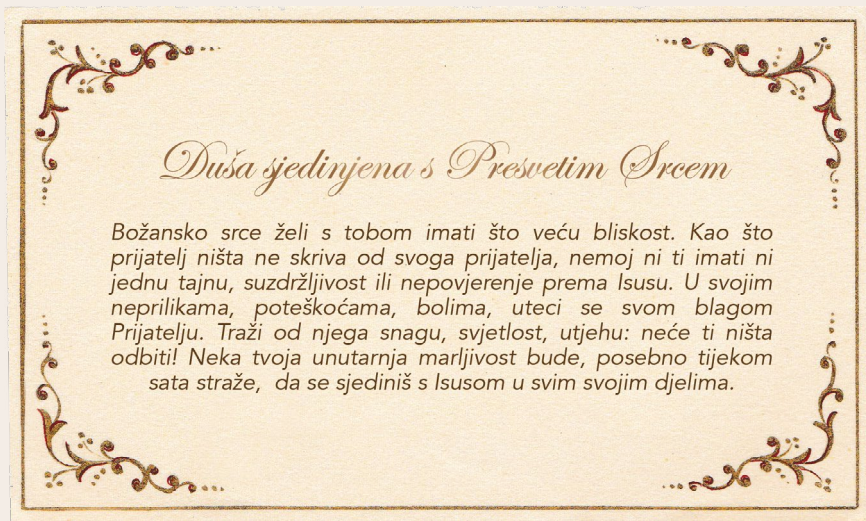 Duša sjedinjena s Presvetim Srcem
Božansko srce želi s tobom imati što veću bliskost. Kao što
prijatelj ništa ne skriva od svoga prijatelja, nemoj ni ti imati ni
jednu tajnu, suzdržljivost ili nepovjerenje prema Isusu. U svojim
neprilikama, poteškoćama, bolima, uteci se svom blagom
Prijatelju. Traži od njega snagu, svjetlost, utjehu: neće ti ništa
odbiti! Neka tvoja unutarnja marljivost bude, posebno tijekom
sata straže, da se sjediniš s Isusom u svim svojim djelima.